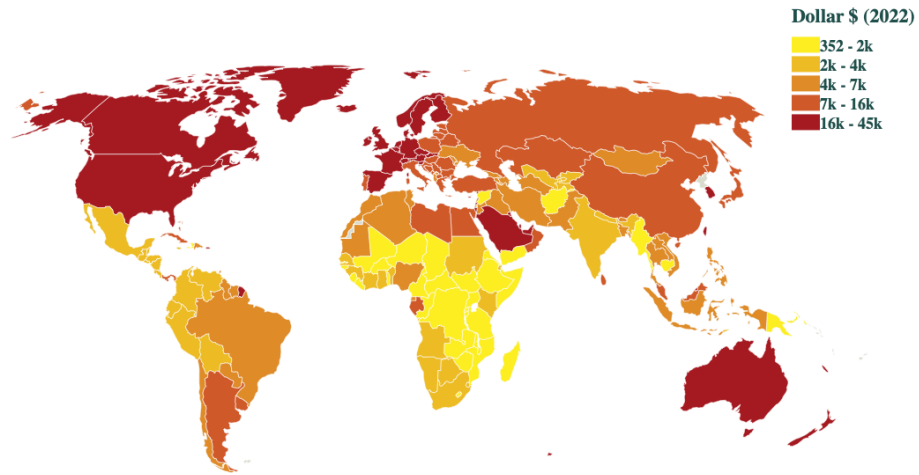 Dollar $ (2022)
352 - 2k
2k - 4k
4k - 7k
7k - 16k
16k - 45k